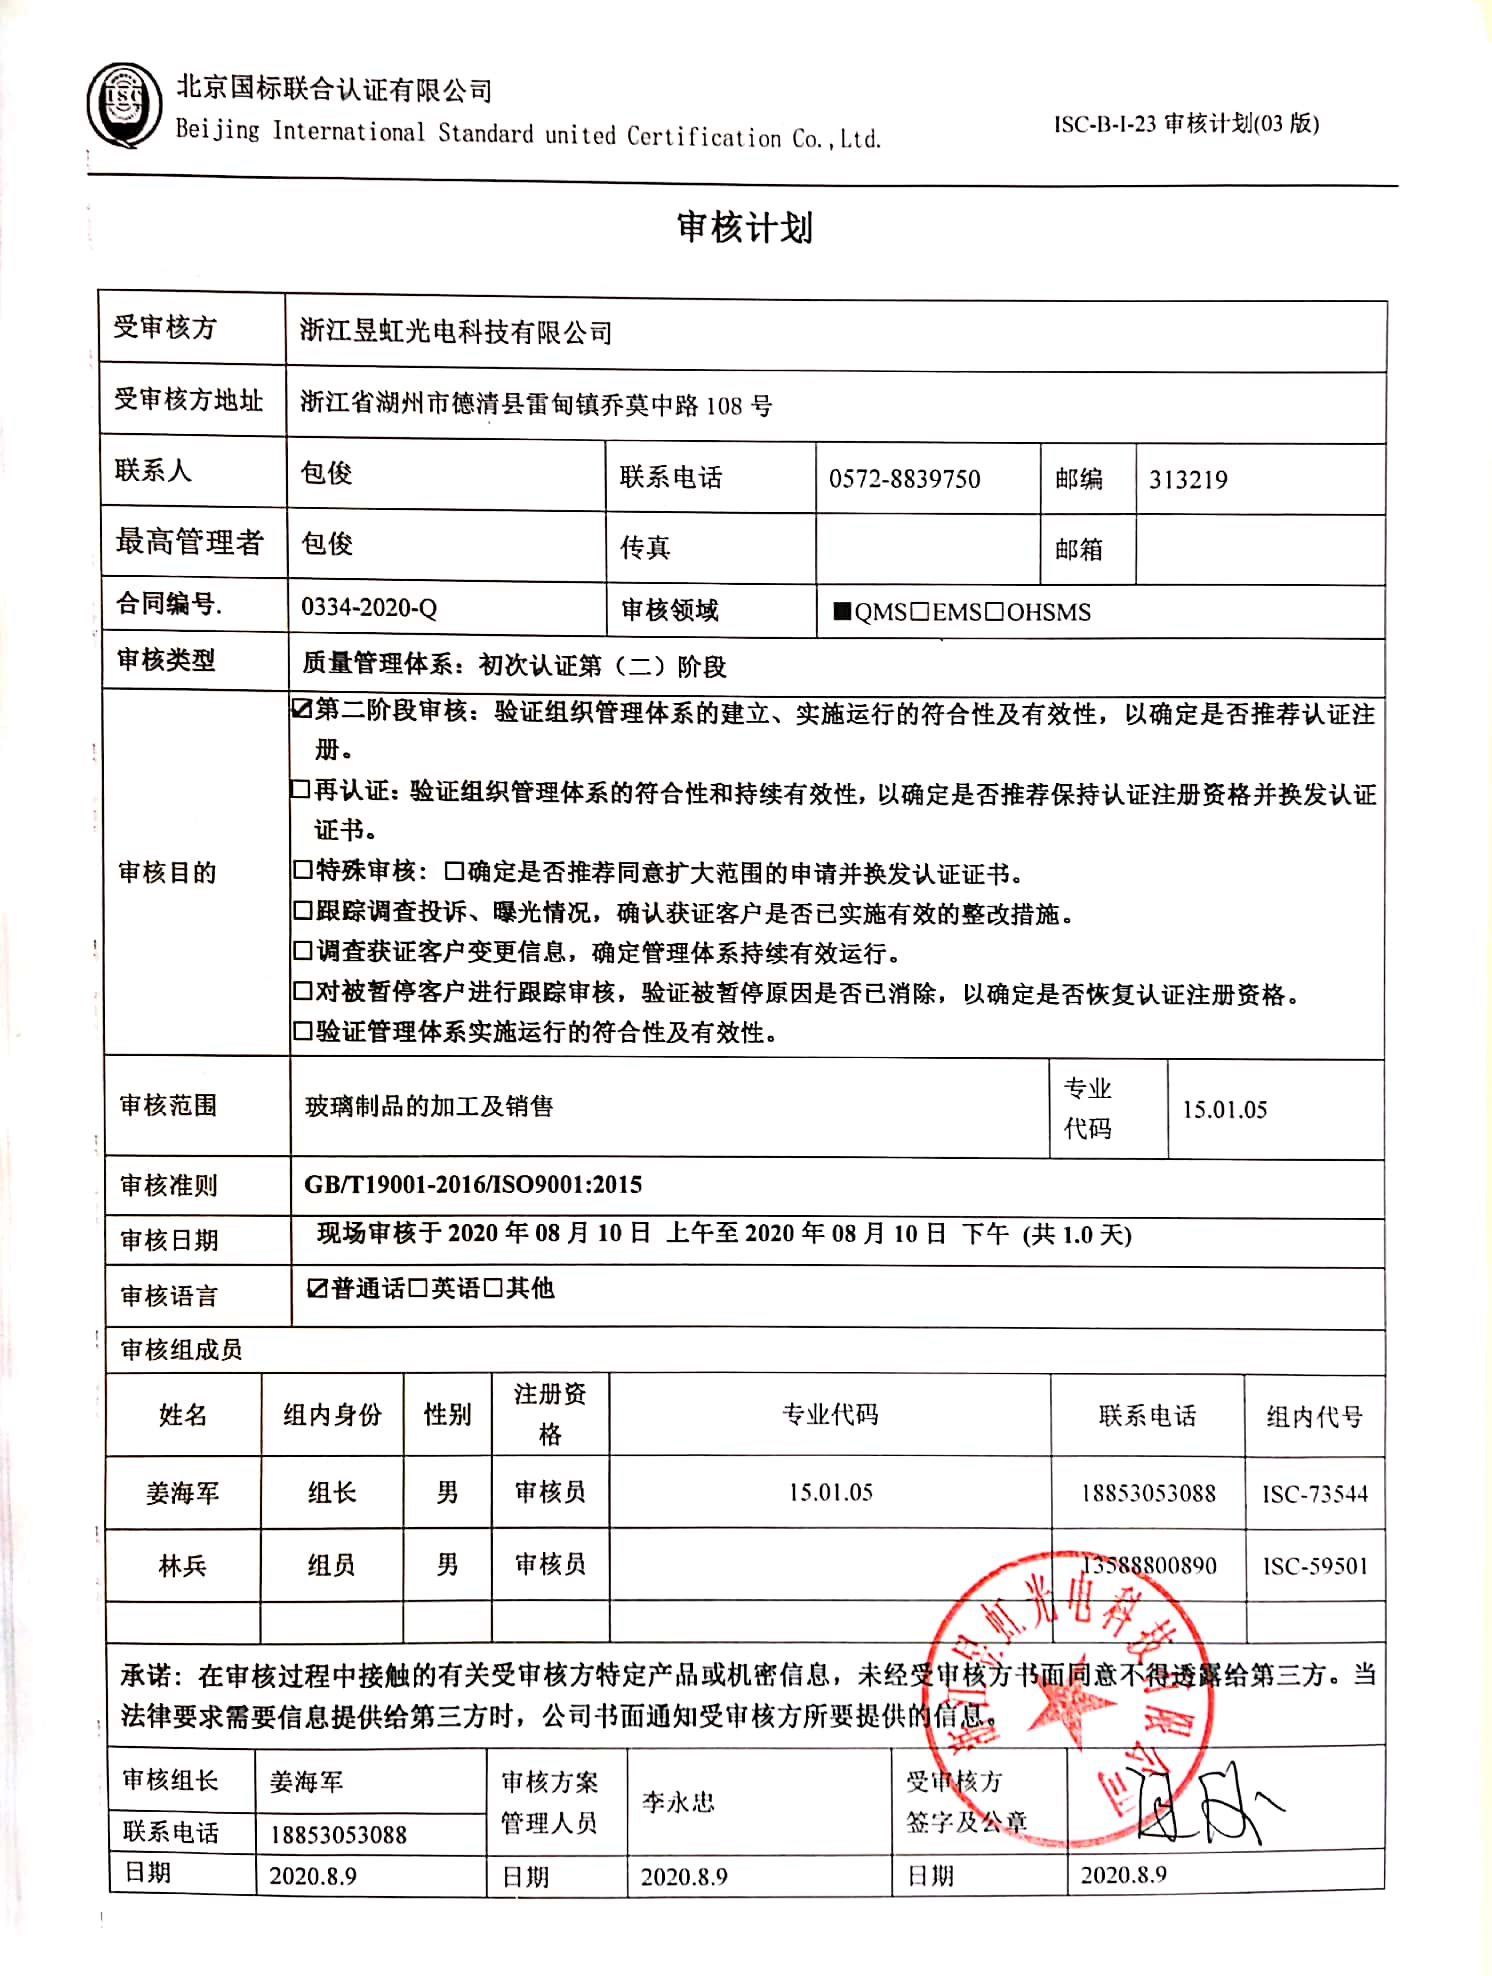 ISC
北京国标联合认证有限公司
Beijing International Standard united Certification Co.,Ltd.
ISC-B-I-23 审核计划(03 版)
审核计划
受审核方 浙江昱虹光电科技有限公司
受审核方地址 浙江省湖州市德清县雷甸镇乔莫中路 108 号
联系人 包俊 联系电话 0572-8839750 邮编 313219
最高管理者 包俊 传真 邮箱
合同编号. 0334-2020-Q 审核领域 ■QMS□EMS□OHSMS
审核类型 质量管理体系：初次认证第（二）阶段
审核目的
☑第二阶段审核：验证组织管理体系的建立、实施运行的符合性及有效性，以确定是否推荐认证注
册。
□再认证：验证组织管理体系的符合性和持续有效性，以确定是否推荐保持认证注册资格并换发认证
证书。
□特殊审核：□确定是否推荐同意扩大范围的申请并换发认证证书。
□跟踪调查投诉、曝光情况，确认获证客户是否已实施有效的整改措施。
□调查获证客户变更信息，确定管理体系持续有效运行。
□对被暂停客户进行跟踪审核，验证被暂停原因是否已消除，以确定是否恢复认证注册资格。
□验证管理体系实施运行的符合性及有效性。
审核范围 玻璃制品的加工及销售 专业
代码 15.01.05
审核准则 GB/T19001-2016/ISO9001:2015
审核日期 现场审核于 2020 年 08 月 10 日 上午至 2020 年 08 月 10 日 下午 (共 1.0 天)
审核语言 ☑普通话□英语□其他
审核组成员
姓名 组内身份 性别 注册资
格 专业代码 联系电话 组内代号
姜海军 组长 男 审核员 15.01.05 18853053088 ISC-73544
林兵 组员 男 审核员 13588800890 ISC-59501
承诺：在审核过程中接触的有关受审核方特定产品或机密信息，未经受审核方书面同意不得透露给第三方。当
法律要求需要信息提供给第三方时，公司书面通知受审核方所要提供的信息。
浙江昱虹光电科技有限公司
审核组长 姜海军 审核方案
管理人员 李永忠 受审核方
签字及公章
联系电话 18853053088
日期 2020.8.9 日期 2020.8.9 日期 2020.8.9